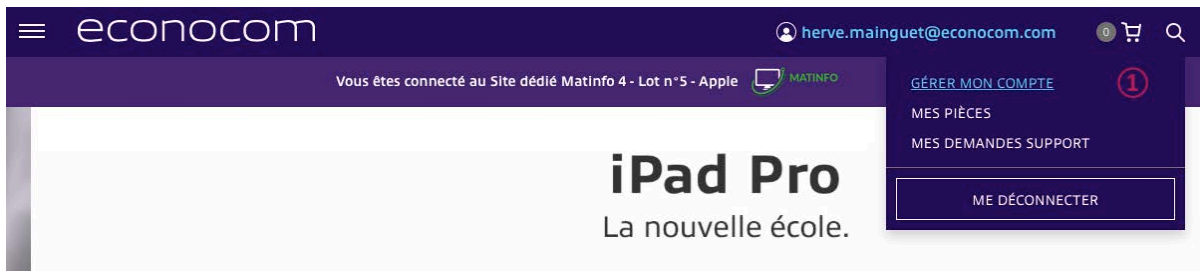 econocom
herve.mainguet@econocom.com 0
Vous êtes connecté au Site dédié Matinfo 4 - Lot n°5 - Apple MATINFO
GÉRER MON COMPTE 1
MES PIÈCES
MES DEMANDES SUPPORT
ME DÉCONNECTER
iPad Pro
La nouvelle école.